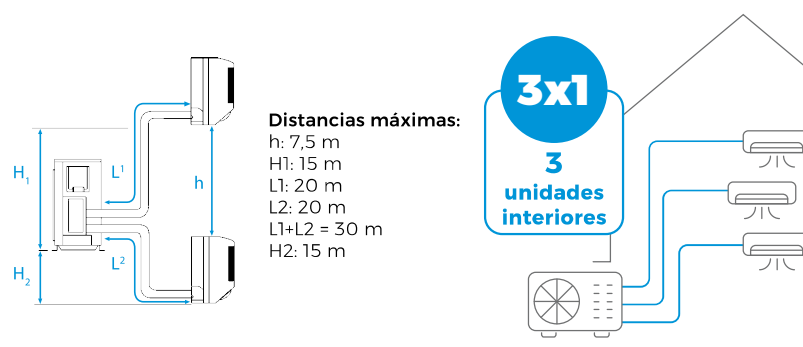 H1
H2
L1
L2
h
Distancias máximas:
h: 7,5 m
H1: 15 m
L1: 20 m
L2: 20 m
L1+L2 = 30 m
H2: 15 m
3x1
3
unidades
interiores